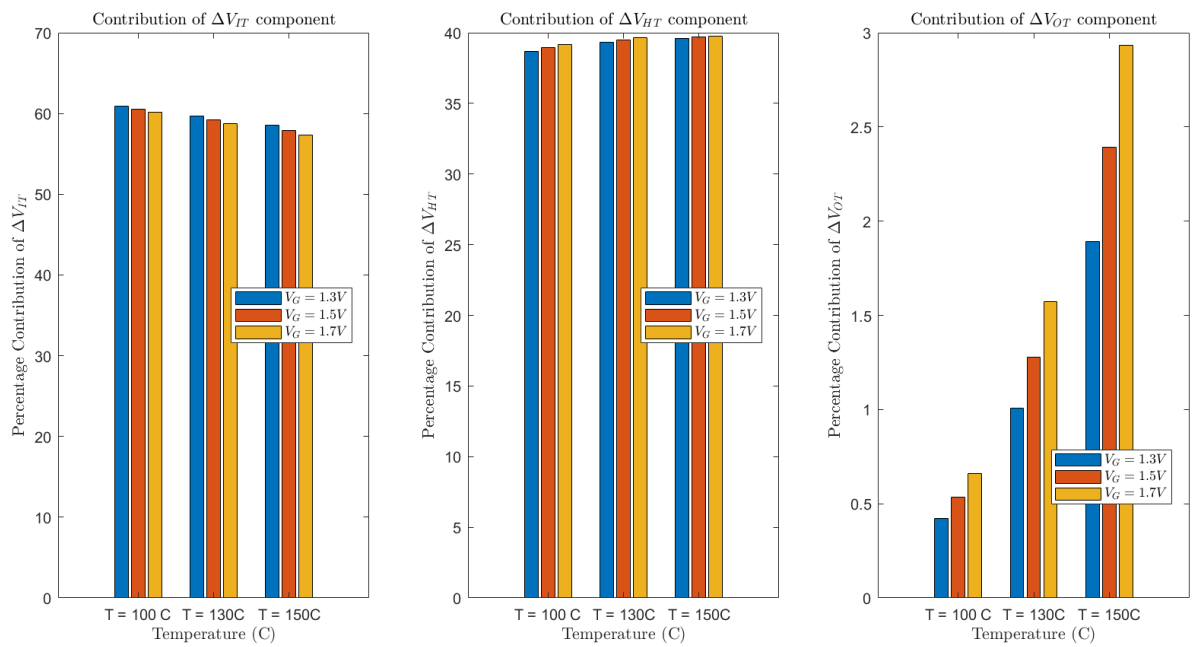 Contribution of ΔV_IT component
70
60
50
40
30
20
10
0
Percentage Contribution of ΔV_IT
V_G = 1.3V
V_G = 1.5V
V_G = 1.7V
T = 100 C T = 130C T = 150C
Temperature (C)
Contribution of ΔV_HT component
40
35
30
25
20
15
10
5
0
Percentage Contribution of ΔV_HT
V_G = 1.3V
V_G = 1.5V
V_G = 1.7V
T = 100 C T = 130C T = 150C
Temperature (C)
Contribution of ΔV_OT component
3
2.5
2
1.5
1
0.5
0
Percentage Contribution of ΔV_OT
V_G = 1.3V
V_G = 1.5V
V_G = 1.7V
T = 100 C T = 130C T = 150C
Temperature (C)